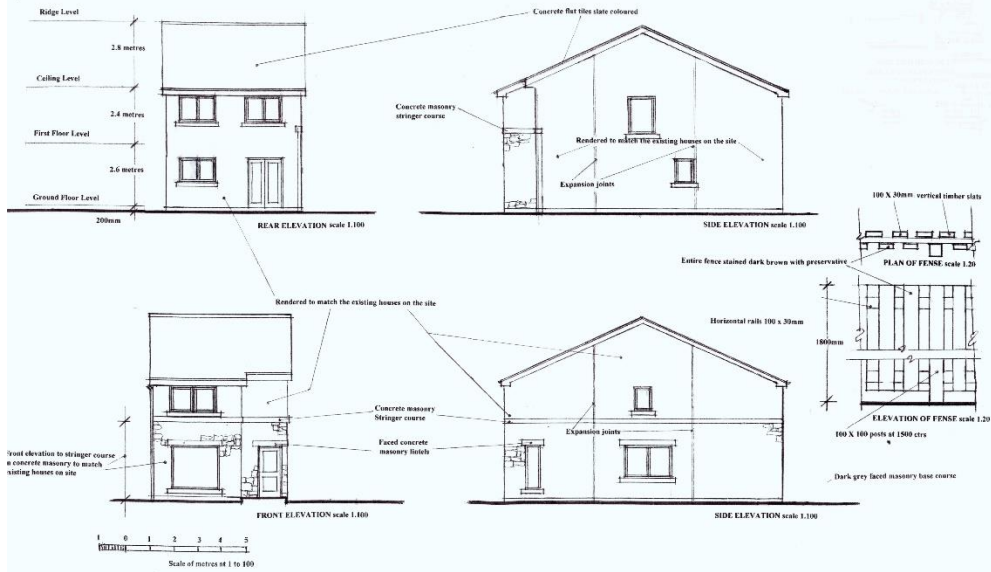 Ridge Level
2.8 metres
Ceiling Level
2.4 metres
First Floor Level
2.6 metres
Ground Floor Level
200mm
REAR ELEVATION scale 1.100
Concrete flat tiles slate coloured
Concrete masonry
stringer course
Rendered to match the existing houses on the site
Expansion joints
SIDE ELEVATION scale 1.100
100 X 30mm vertical timber slats
PLAN OF FENSE scale 1.20
Entire fence stained dark brown with preservative
Horizontal rails 100 x 30mm
1800mm
ELEVATION OF FENSE scale 1.20
100 X 100 posts at 1500 ctrs
Dark grey faced masonry base course
Rendered to match the existing houses on the site
Concrete masonry
Stringer course
Faced concrete
masonry
Expansion joints
Front elevation to stringer course
concrete masonry to match
existing houses on site
FRONT ELEVATION scale 1.100
SIDE ELEVATION scale 1.100
1 0 1 2 3 4 5
Scale of metres at 1 to 100